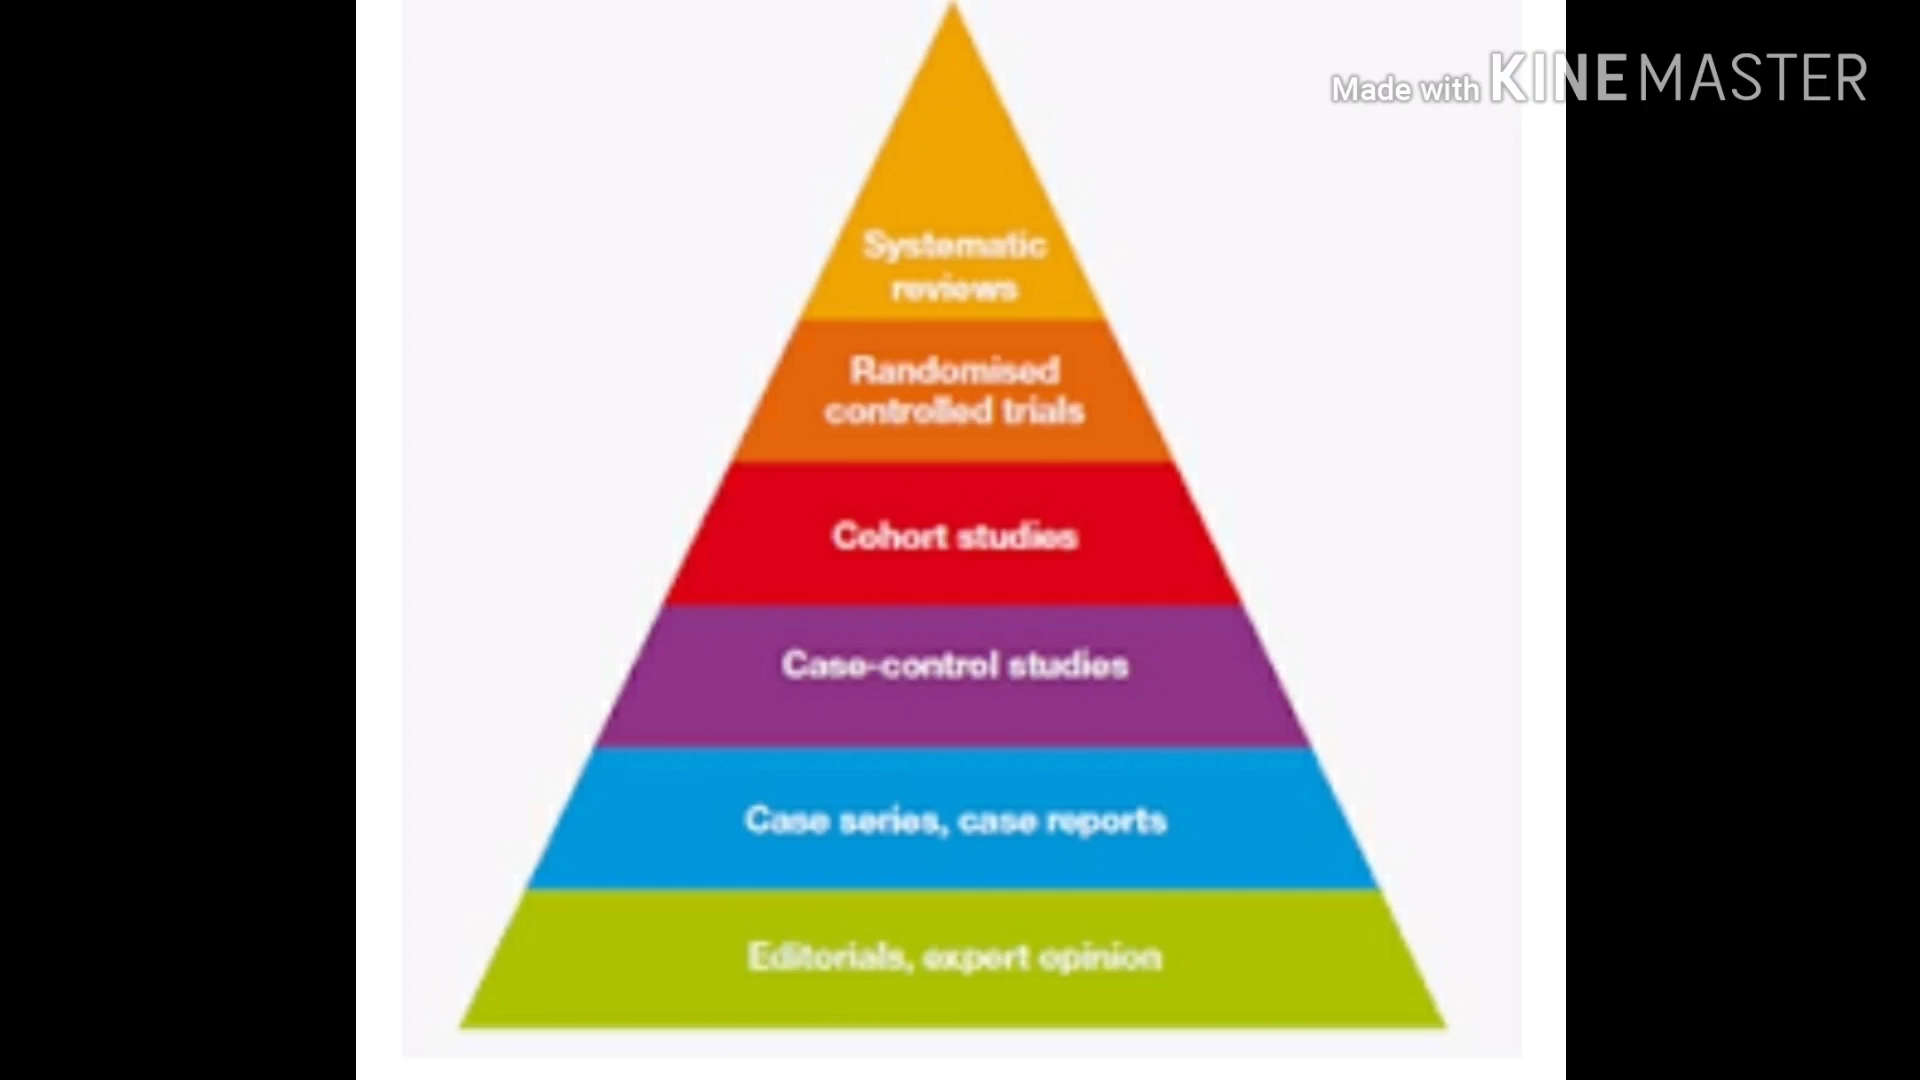 Made with KINEMASTER
Systematic
reviews
Randomised
controlled trials
Cohort studies
Case-control studies
Case series, case reports
Editorials, expert opinion